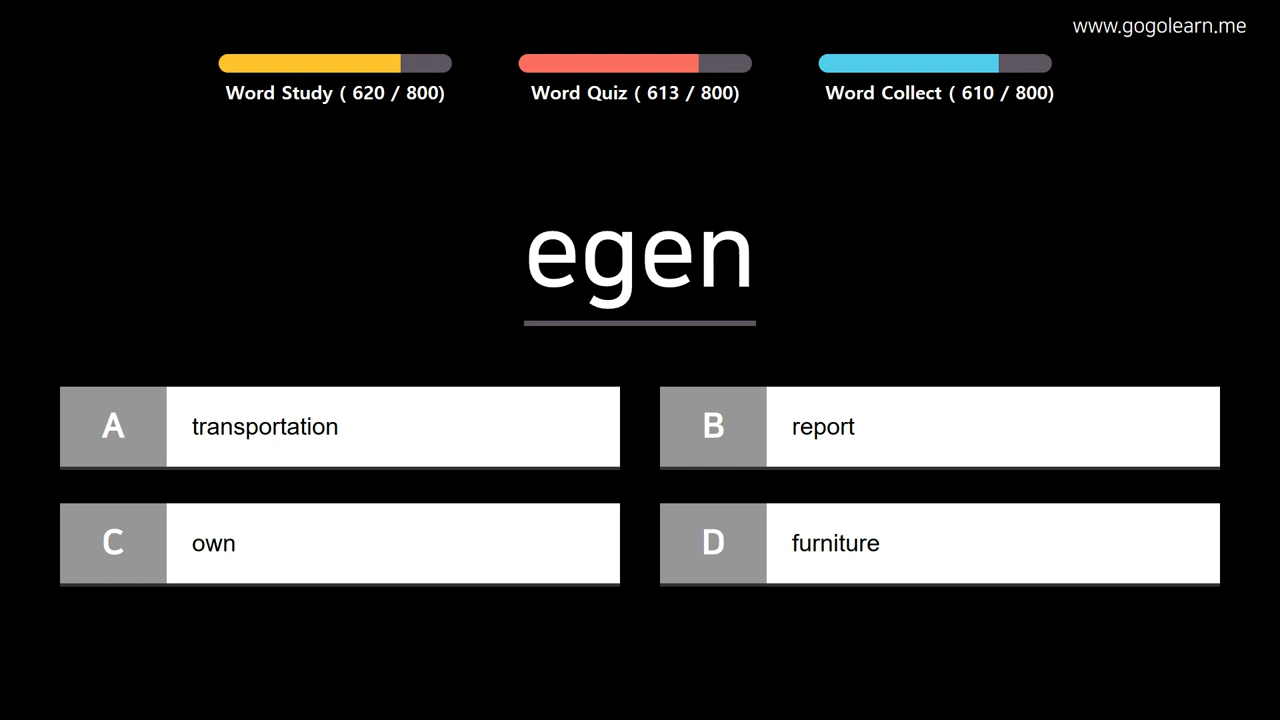 www.gogolearn.me
Word Study ( 620 / 800)
Word Quiz ( 613 / 800)
Word Collect ( 610 / 800)
egen
A transportation
B report
C own
D furniture